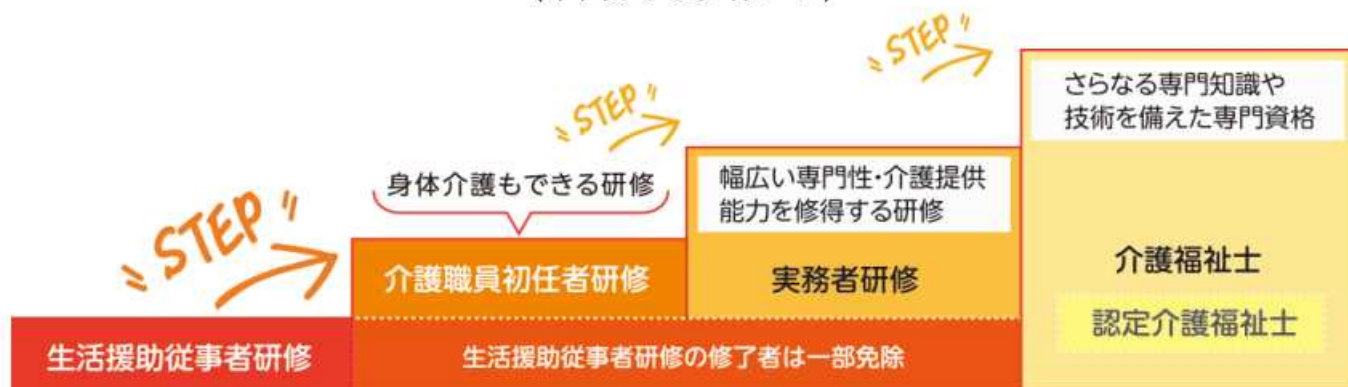 STEP
さらなる専門知識や
技術を備えた専門資格
STEP
幅広い専門性・介護提供
能力を修得する研修
身体介護もできる研修
STEP
介護福祉士
介護職員初任者研修
実務者研修
認定介護福祉士
生活援助従事者研修
生活援助従事者研修の修了者は一部免除